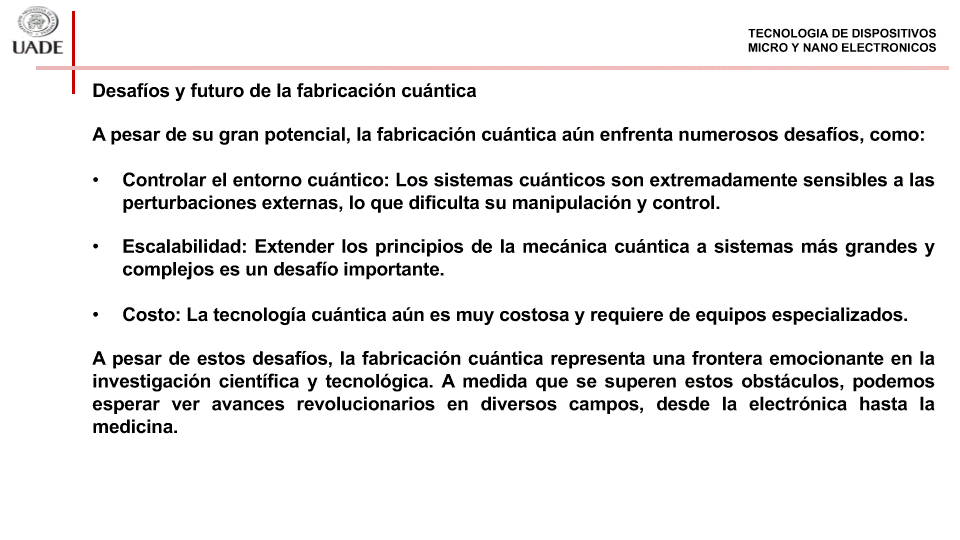 UADE
TECNOLOGIA DE DISPOSITIVOS
MICRO Y NANO ELECTRONICOS
Desafíos y futuro de la fabricación cuántica
A pesar de su gran potencial, la fabricación cuántica aún enfrenta numerosos desafíos, como:
• Controlar el entorno cuántico: Los sistemas cuánticos son extremadamente sensibles a las
perturbaciones externas, lo que dificulta su manipulación y control.
• Escalabilidad: Extender los principios de la mecánica cuántica a sistemas más grandes y
complejos es un desafío importante.
• Costo: La tecnología cuántica aún es muy costosa y requiere de equipos especializados.
A pesar de estos desafíos, la fabricación cuántica representa una frontera emocionante en la
investigación científica y tecnológica. A medida que se superen estos obstáculos, podemos
esperar ver avances revolucionarios en diversos campos, desde la electrónica hasta la
medicina.